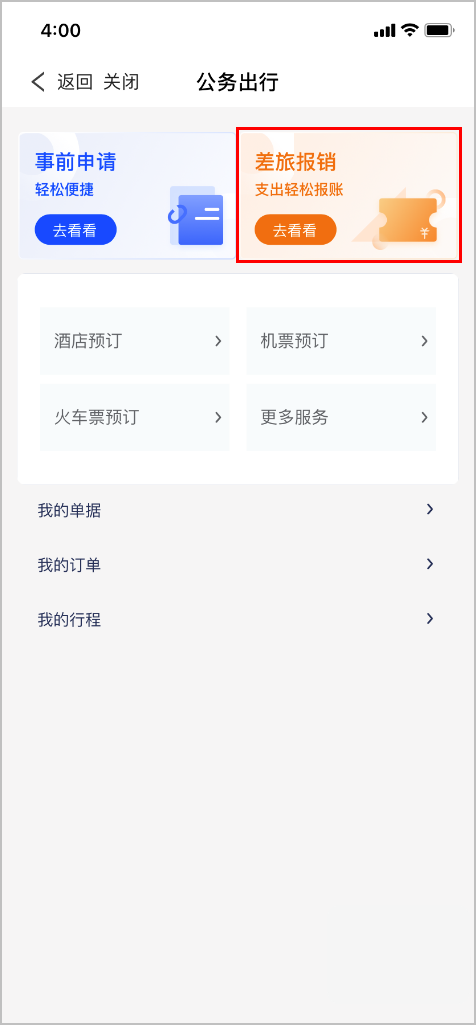 4:00
返回 关闭 公务出行
事前申请
轻松便捷
去看看
差旅报销
支出轻松报账
去看看
¥
酒店预订
机票预订
火车票预订
更多服务
我的单据
我的订单
我的行程